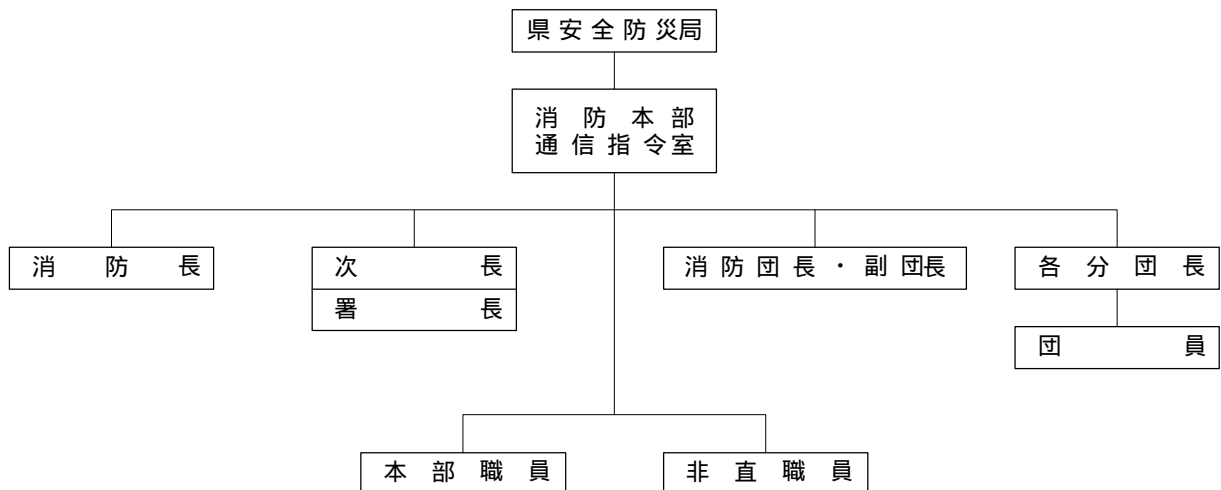 県安全防災局
消防本部
通信指令室
消防長
次長
署長
消防団長・副団長
各分団長
団員
本部職員
非直職員